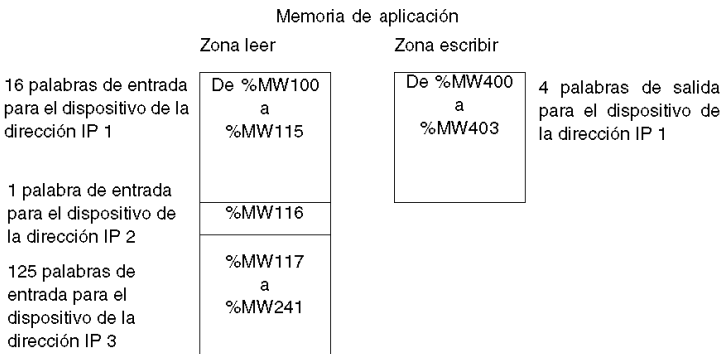 Memoria de aplicación
Zona leer
Zona escribir
16 palabras de entrada
para el dispositivo de la
dirección IP 1
De %MW100
a
%MW115
De %MW400
a
%MW403
4 palabras de salida
para el dispositivo de
la dirección IP 1
1 palabra de entrada
para el dispositivo de
la dirección IP 2
%MW116
125 palabras de
entrada para el
dispositivo de la
dirección IP 3
%MW117
a
%MW241